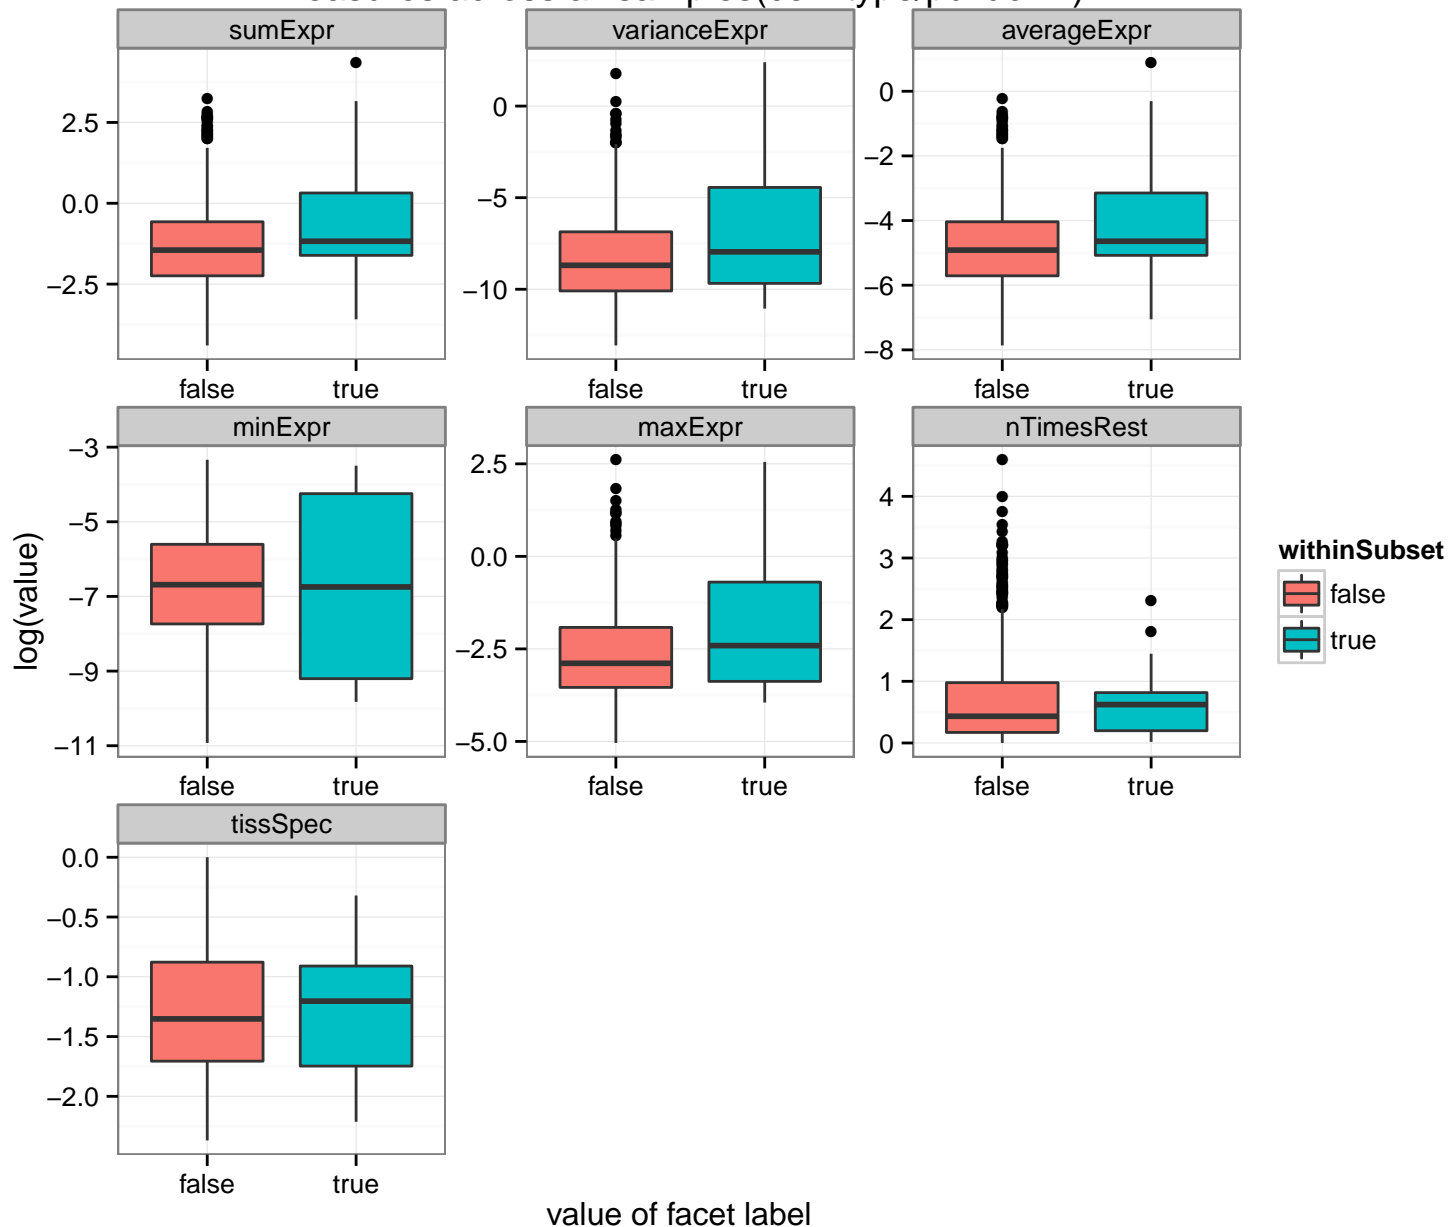 sumExpr varianceExpr averageExpr
2.5
0.0
−2.5
0
−5
−10
0
−2
−4
−6
−8
false true false true false true
minExpr maxExpr nTimesRest
−3
−5
−7
−9
−11
2.5
0.0
−2.5
−5.0
4
3
2
1
0
false true false true false true
tissSpec
0.0
−0.5
−1.0
−1.5
−2.0
false true
log(value)
value of facet label
withinSubset
false
true